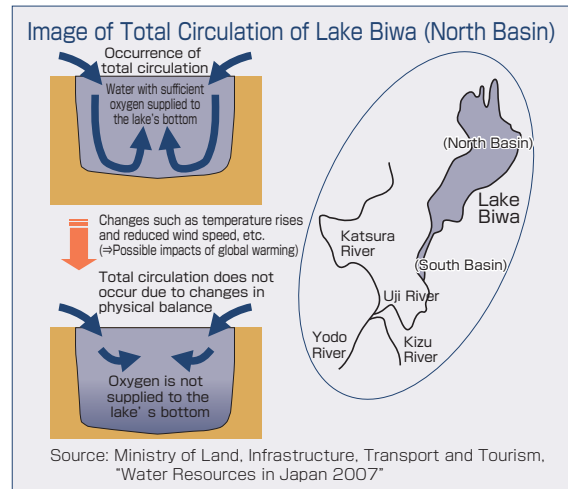 Image of Total Circulation of Lake Biwa (North Basin)
Occurrence of
total circulation
Water with sufficient
oxygen supplied to
the lake's bottom
Changes such as temperature rises
and reduced wind speed, etc.
(⇒Possible impacts of global warming)
Total circulation does not
occur due to changes in
physical balance
Oxygen is not
supplied to the
lake' s bottom
(North Basin)
Lake
Biwa
Katsura
River
(South Basin)
Uji River
Yodo
River
Kizu
River
Source: Ministry of Land, Infrastructure, Transport and Tourism,
"Water Resources in Japan 2007"